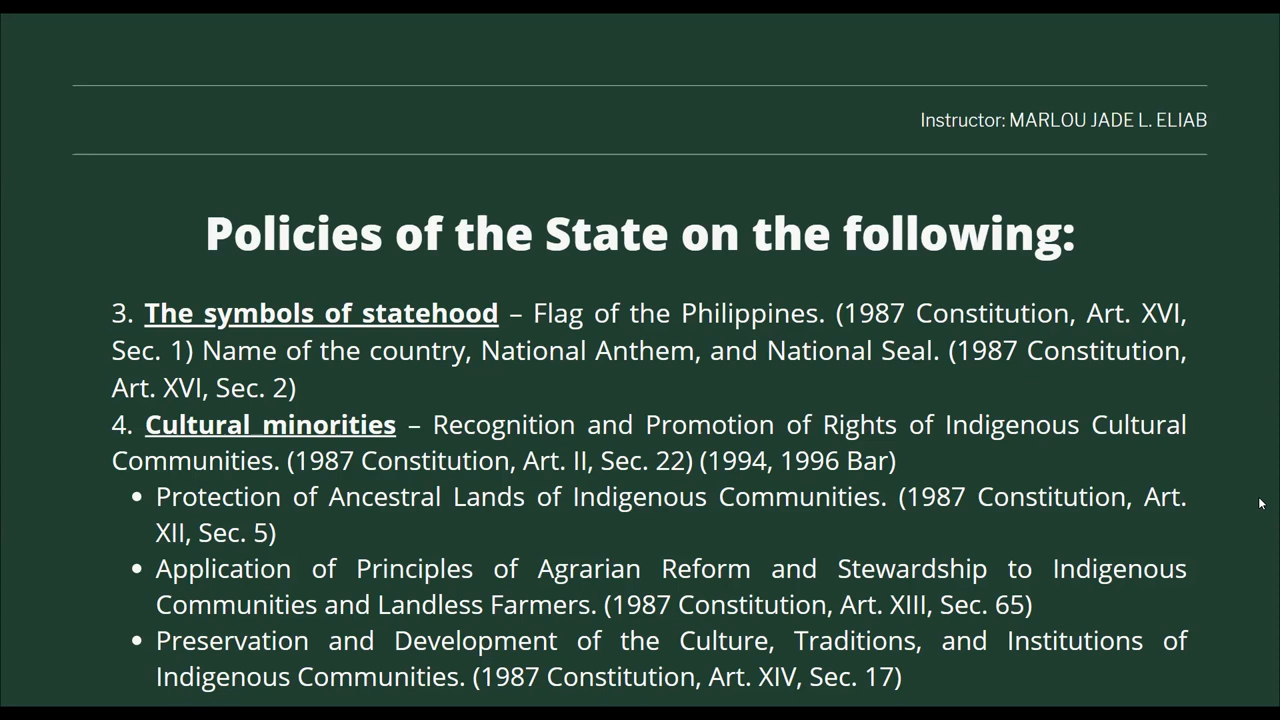 Instructor: MARLOU JADE L. ELIAB
Policies of the State on the following:
3. The symbols of statehood – Flag of the Philippines. (1987 Constitution, Art. XVI,
Sec. 1) Name of the country, National Anthem, and National Seal. (1987 Constitution,
Art. XVI, Sec. 2)
4. Cultural minorities – Recognition and Promotion of Rights of Indigenous Cultural
Communities. (1987 Constitution, Art. II, Sec. 22) (1994, 1996 Bar)
• Protection of Ancestral Lands of Indigenous Communities. (1987 Constitution, Art.
XII, Sec. 5)
• Application of Principles of Agrarian Reform and Stewardship to Indigenous
Communities and Landless Farmers. (1987 Constitution, Art. XIII, Sec. 65)
• Preservation and Development of the Culture, Traditions, and Institutions of
Indigenous Communities. (1987 Constitution, Art. XIV, Sec. 17)